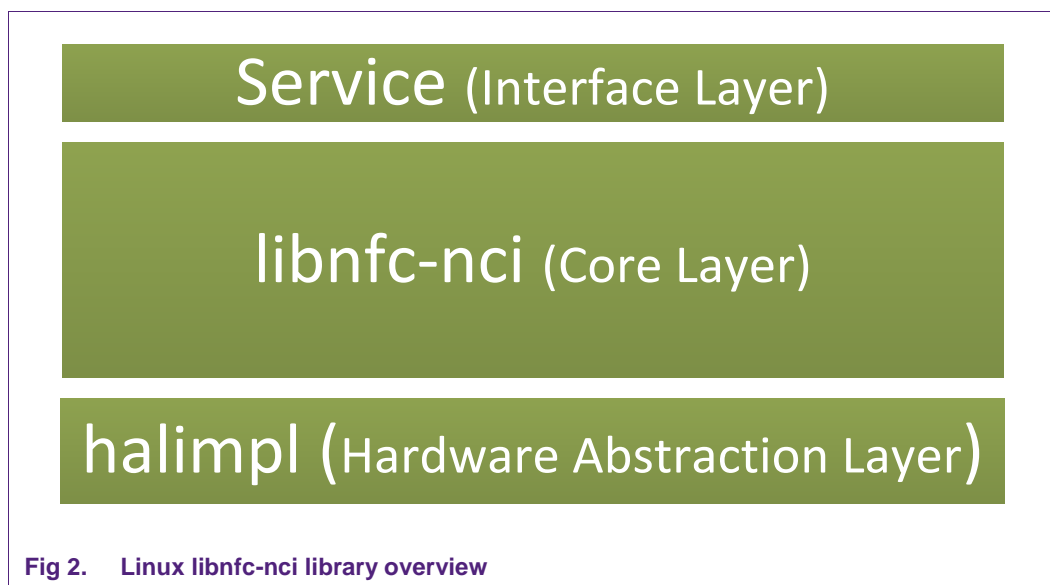 Service (Interface Layer)
libnfc-nci (Core Layer)
halimpl (Hardware Abstraction Layer)
Fig 2. Linux libnfc-nci library overview